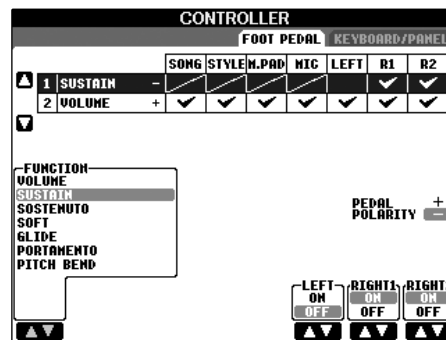 CONTROLLER
FOOT PEDAL KEYBOARD/PANEL
SONG STYLE M.PAD MIC LEFT R1 R2
1 SUSTAIN −
2 VOLUME +
FUNCTION
VOLUME
SUSTAIN
SOSTENUTO
SOFT
GLIDE
PORTAMENTO
PITCH BEND
PEDAL +
POLARITY −
LEFT RIGHT1 RIGHT
ON ON ON
OFF OFF OFF